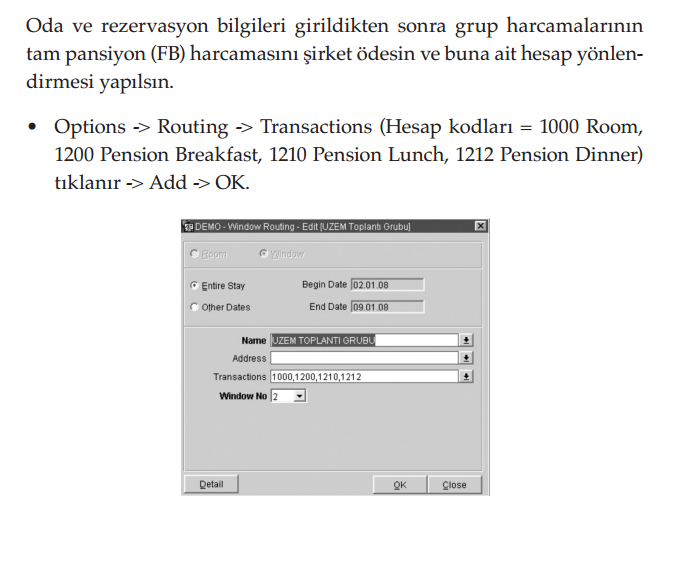 Oda ve rezervasyon bilgileri girildikten sonra grup harcamalarının
tam pansiyon (FB) harcamasını şirket ödesin ve buna ait hesap yönlen-
dirmesi yapılsın.
• Options -> Routing -> Transactions (Hesap kodları = 1000 Room,
1200 Pension Breakfast, 1210 Pension Lunch, 1212 Pension Dinner)
tıklanır -> Add -> OK.
DEMO - Window Routing - Edit [UZEM Toplantı Grubu]
Room Window
Entire Stay Begin Date 02.01.08
Other Dates End Date 09.01.08
Name UZEM TOPLANTI GRUBU
Address
Transactions 1000,1200,1210,1212
Window No 2
Detail OK Close